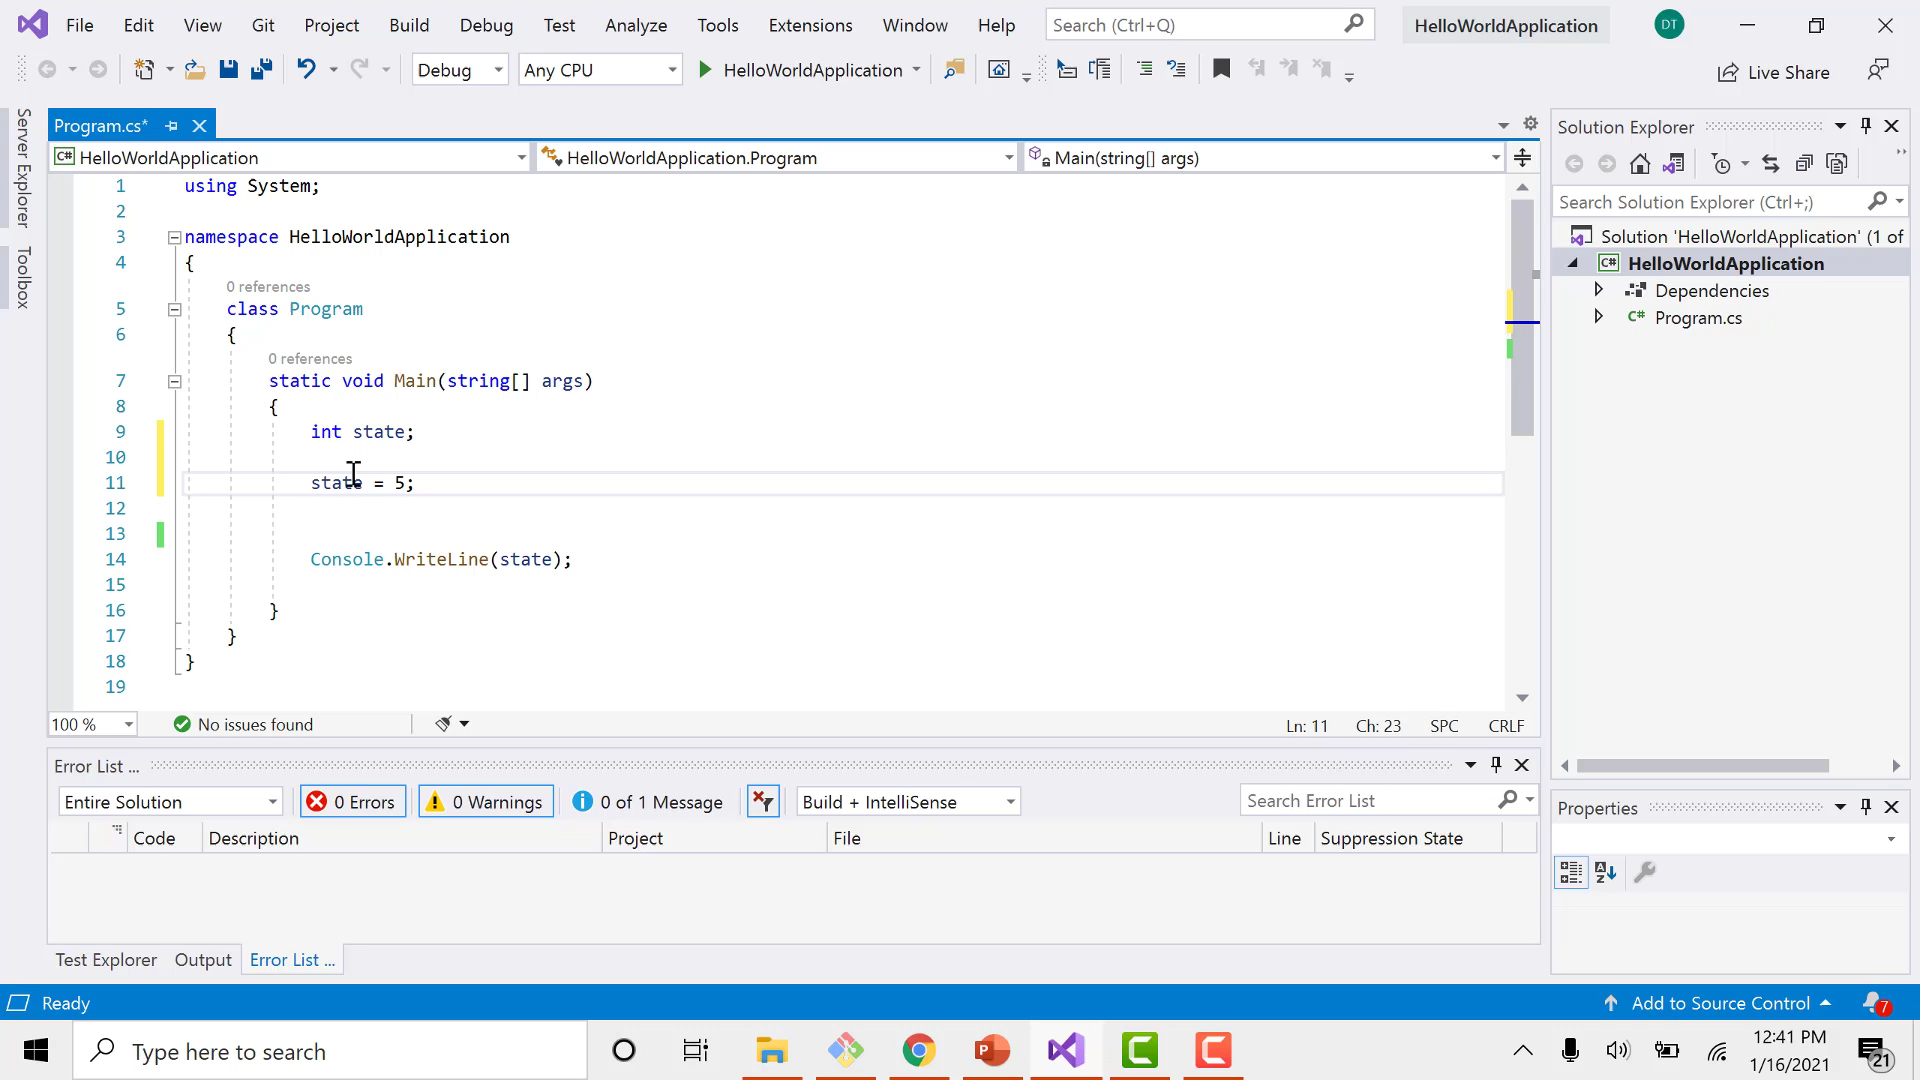 File Edit View Git Project Build Debug Test Analyze Tools Extensions Window Help Search (Ctrl+Q) HelloWorldApplication DT
Debug Any CPU HelloWorldApplication Live Share
Server Explorer
Toolbox
Program.cs*
HelloWorldApplication HelloWorldApplication.Program Main(string[] args)
1 using System;
2
3 namespace HelloWorldApplication
4 {
0 references
5 class Program
6 {
0 references
7 static void Main(string[] args)
8 {
9 int state;
10
11 state = 5;
12
13
14 Console.WriteLine(state);
15
16 }
17 }
18 }
19
100 % No issues found Ln: 11 Ch: 23 SPC CRLF
Solution Explorer
Search Solution Explorer (Ctrl+;)
Solution 'HelloWorldApplication' (1 of
C# HelloWorldApplication
Dependencies
C# Program.cs
Error List ...
Entire Solution 0 Errors 0 Warnings 0 of 1 Message Build + IntelliSense Search Error List
Code Description Project File Line Suppression State
Test Explorer Output Error List ...
Properties
Ready Add to Source Control 7
Type here to search
12:41 PM
1/16/2021
21